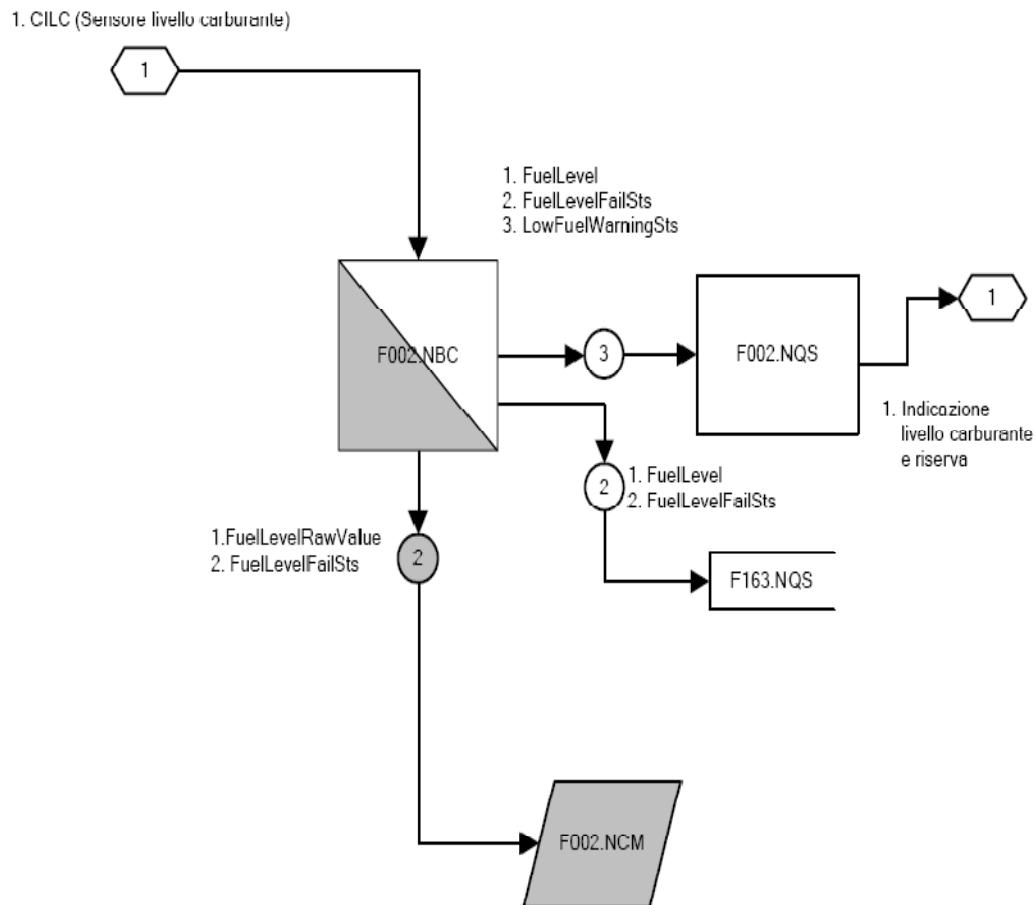 1. CILC (Sensore livello carburante)
1
1. FuelLevel
2. FuelLevelFailSts
3. LowFuelWarningSts
1
F002.NBC
3
F002.NQS
1. Indicazione
livello carburante
e riserva
1. FuelLevel
2
2. FuelLevelFailSts
1.FuelLevelRawValue
2. FuelLevelFailSts
2
F163.NQS
F002.NCM